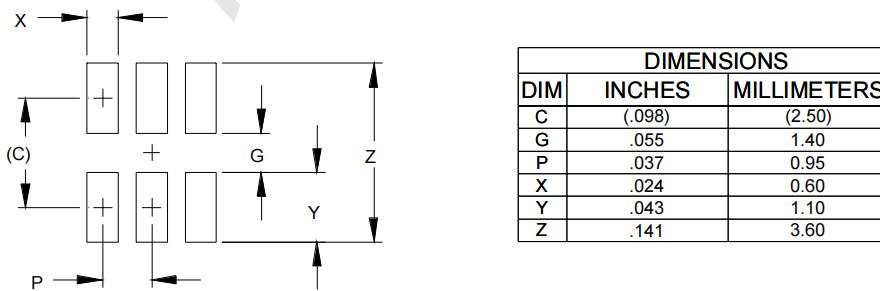 X
(C)
G
Z
Y
P
DIMENSIONS
DIM INCHES MILLIMETERS
C (.098) (2.50)
G .055 1.40
P .037 0.95
X .024 0.60
Y .043 1.10
Z .141 3.60